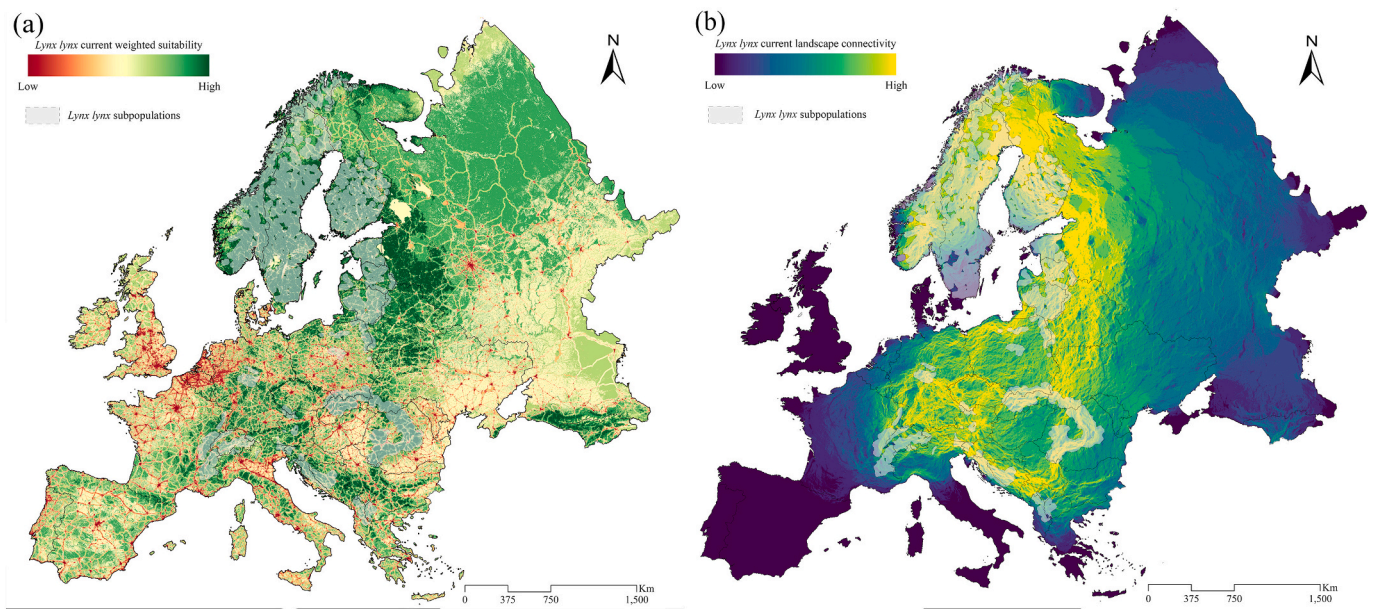 (a)
Lynx lynx current weighted suitability
Low High
Lynx lynx subpopulations
N
Km
0 375 750 1,500
(b)
Lynx lynx current landscape connectivity
Low High
Lynx lynx subpopulations
N
Km
0 375 750 1,500